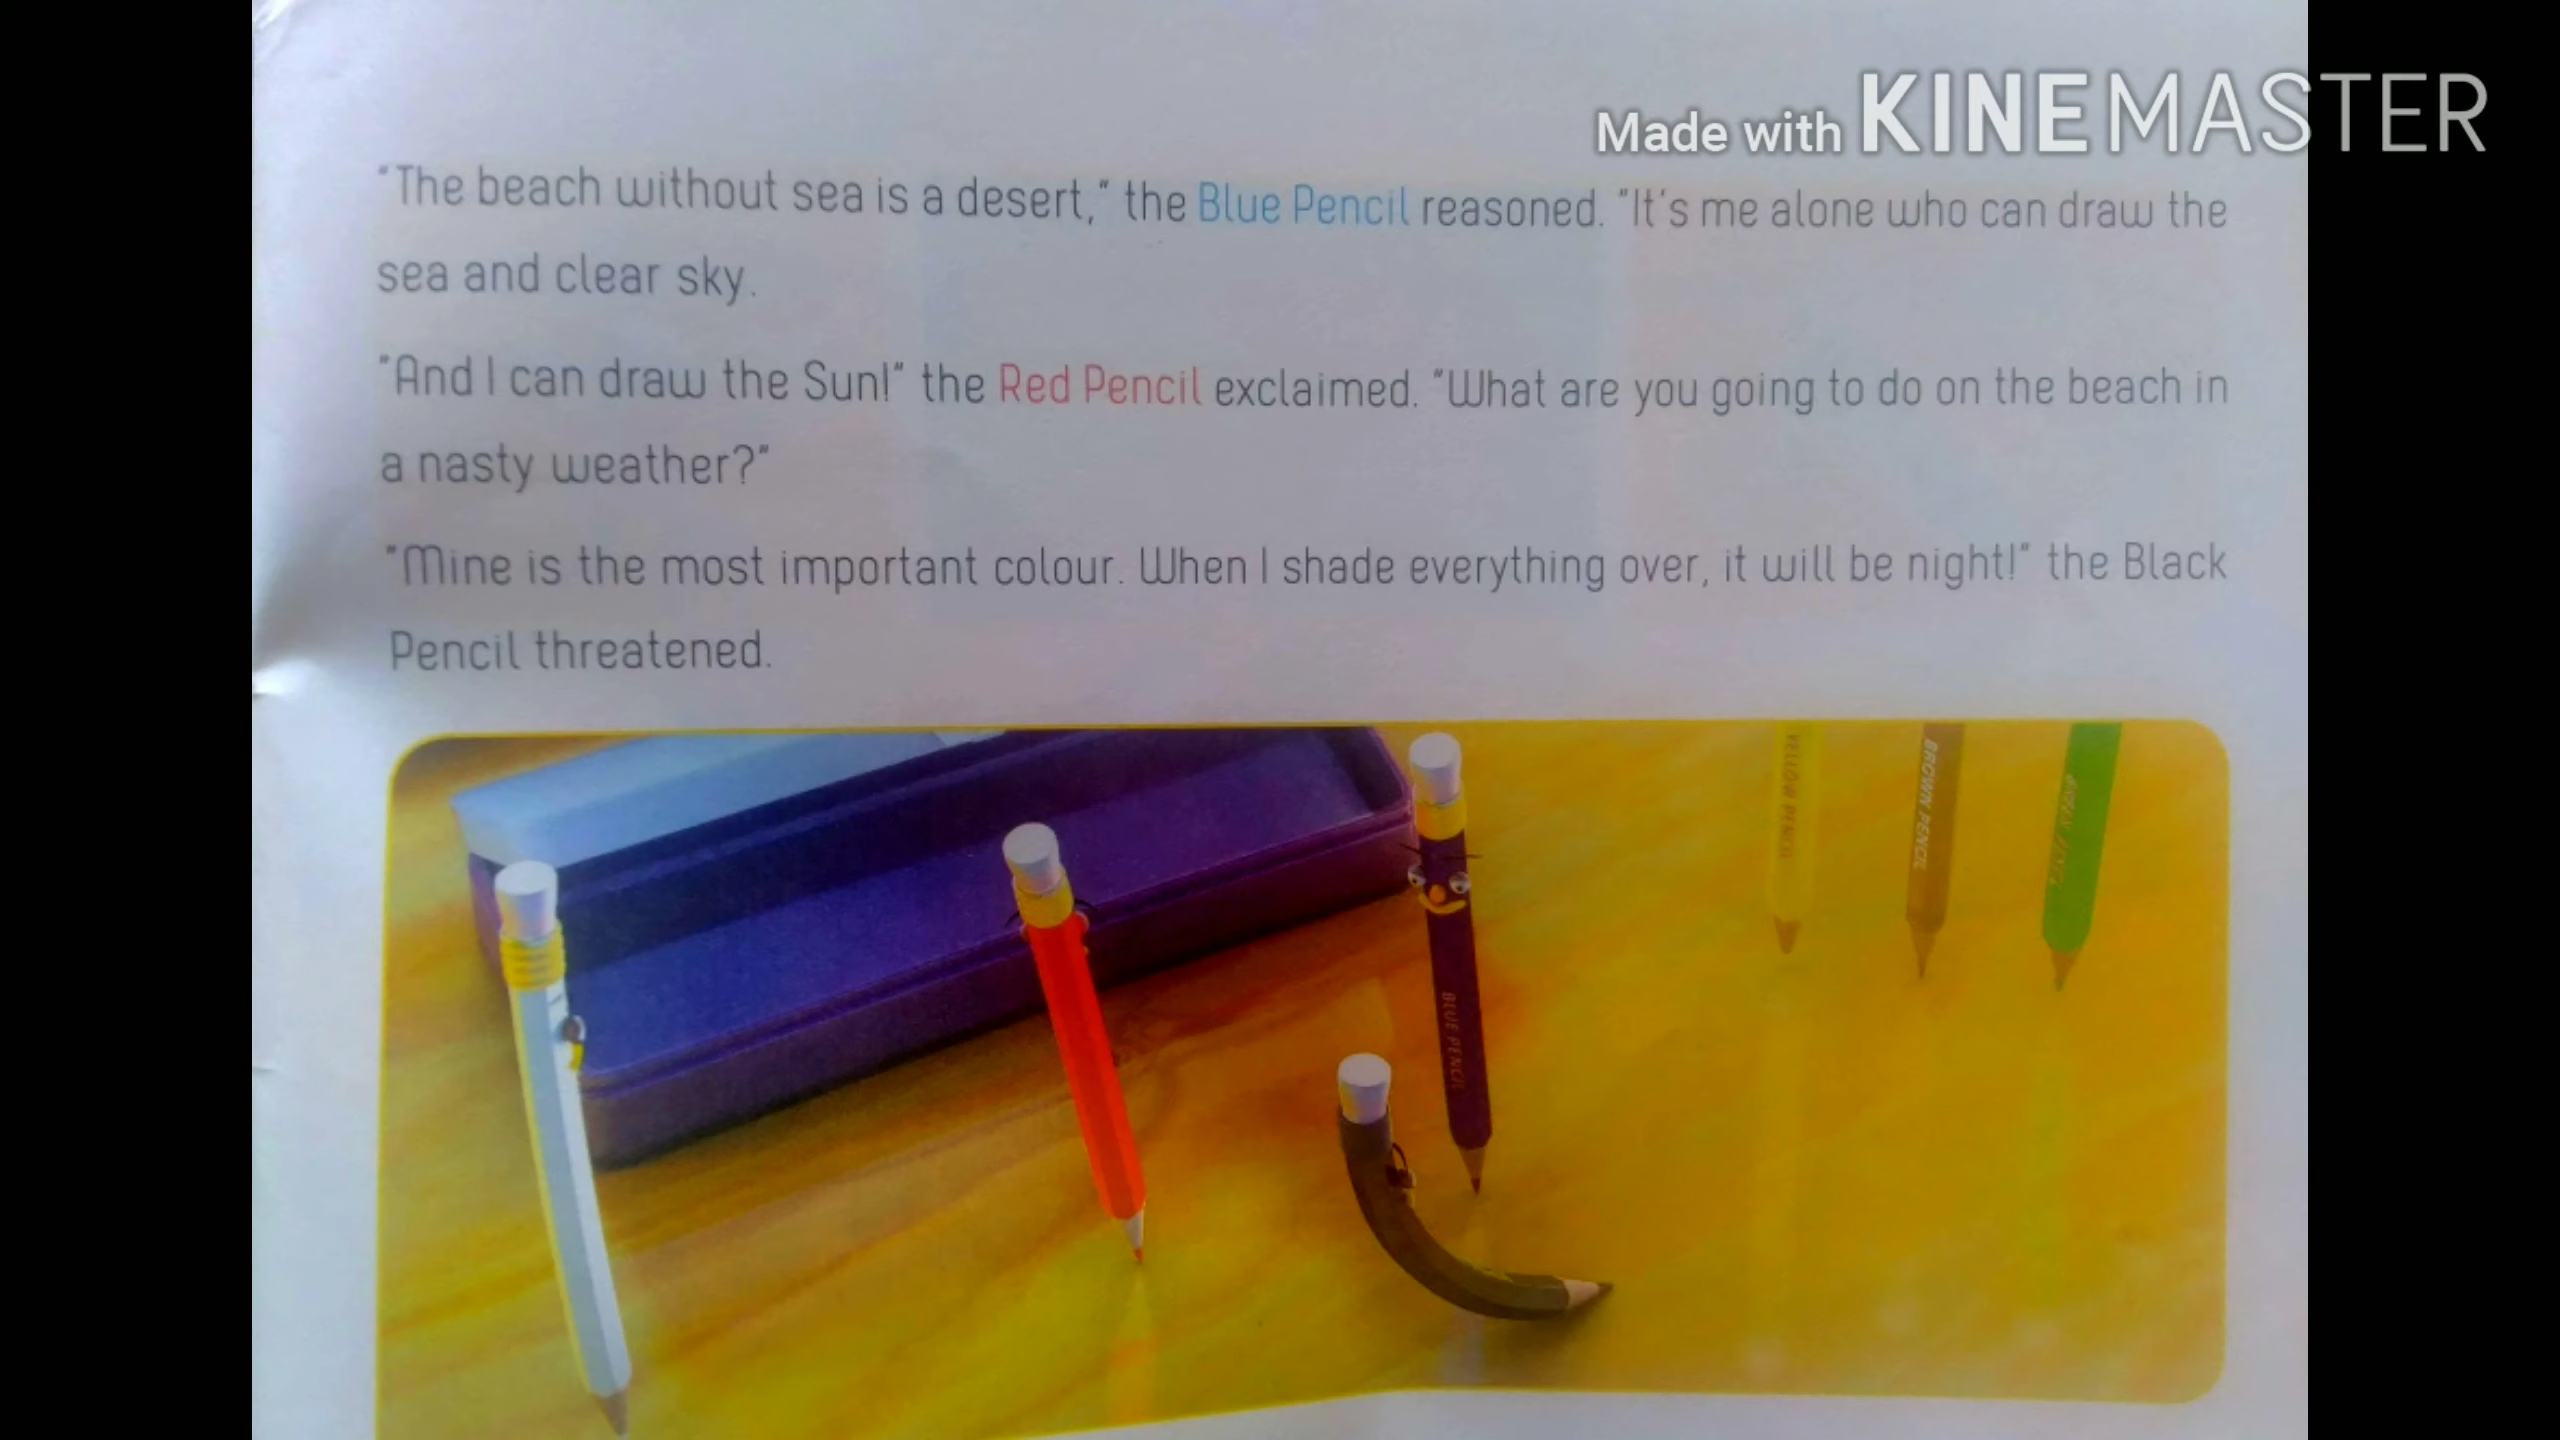 Made with KINEMASTER
"The beach without sea is a desert," the Blue Pencil reasoned. "It's me alone who can draw the
sea and clear sky.
"And I can draw the Sun!" the Red Pencil exclaimed. "What are you going to do on the beach in
a nasty weather?"
"Mine is the most important colour. When I shade everything over, it will be night!" the Black
Pencil threatened.
YELLOW PENCIL
BROWN PENCIL
BLUE PENCIL